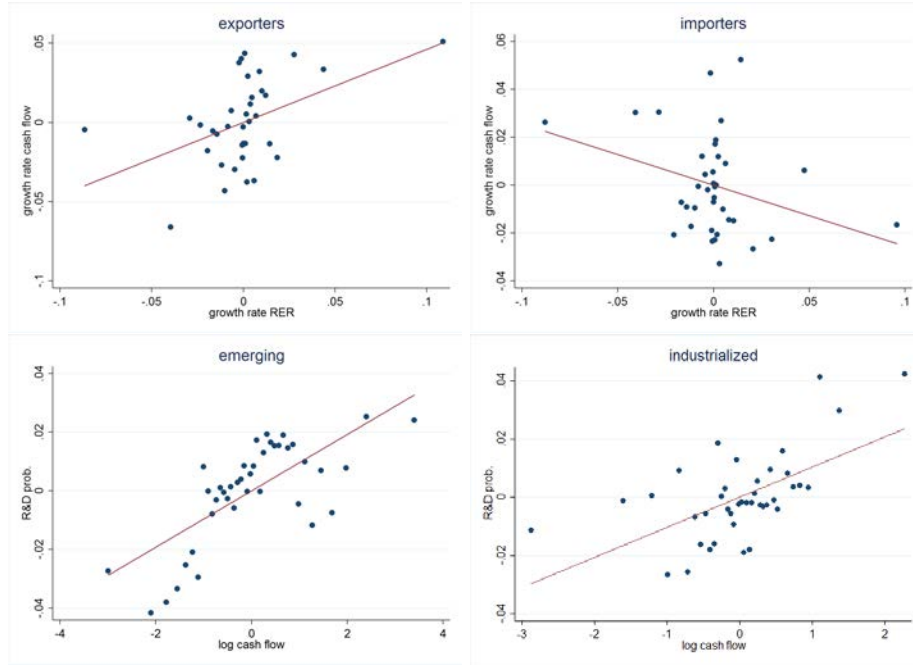 exporters
growth rate cash flow
.05
0
-.05
-.1
-.1 -.05 0 .05 .1
growth rate RER
importers
growth rate cash flow
.06
.04
.02
0
-.02
-.04
-.1 -.05 0 .05 .1
growth rate RER
emerging
R&D prob.
.04
.02
0
-.02
-.04
-4 -2 0 2 4
log cash flow
industrialized
R&D prob.
.04
.02
0
-.02
-.04
-3 -2 -1 0 1 2
log cash flow